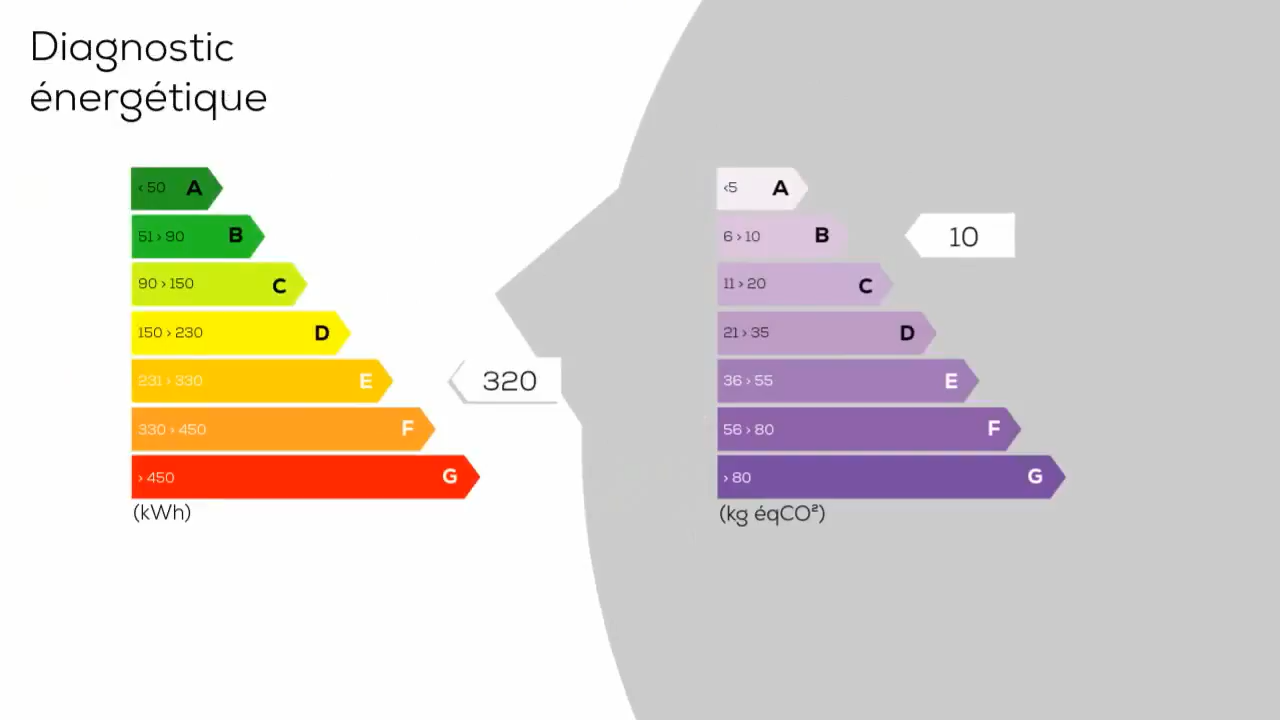 Diagnostic
énergétique
< 50 A
51 > 90 B
90 > 150 C
150 > 230 D
231 > 330 E
320
330 > 450 F
> 450 G
(kWh)
<5 A
6 > 10 B
10
11 > 20 C
21 > 35 D
36 > 55 E
56 > 80 F
> 80 G
(kg éqCO²)